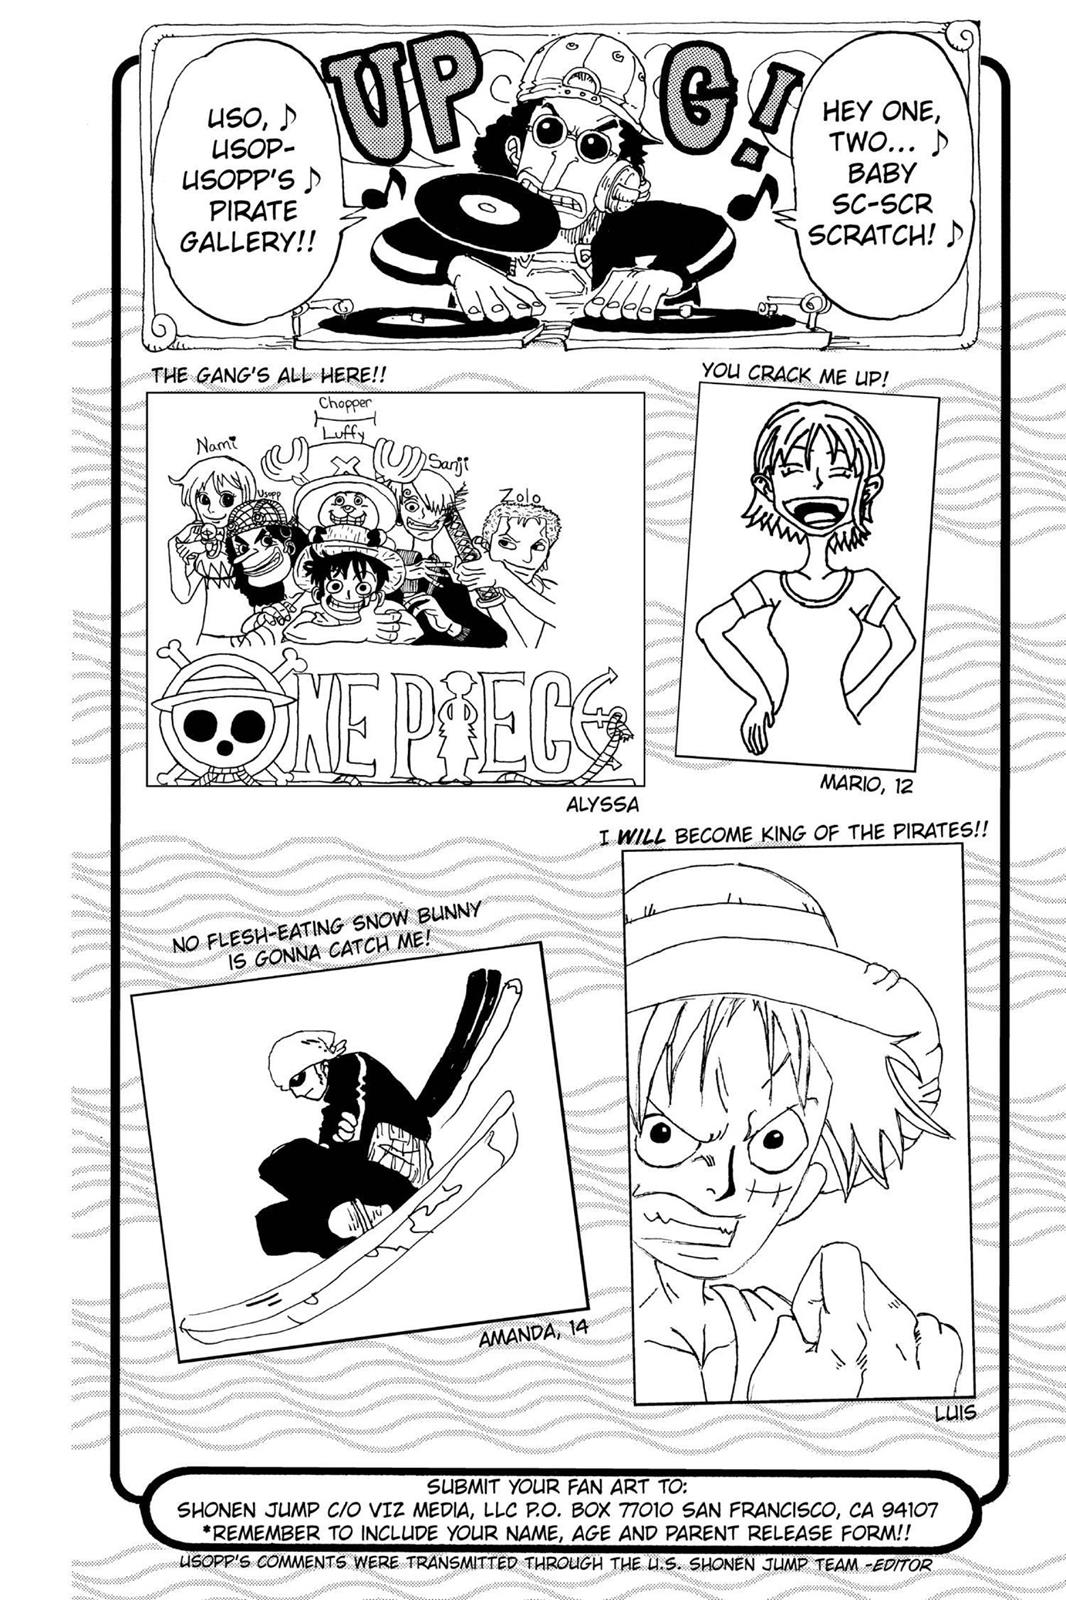 UP G!
USO, ♪
USOP-
USOPP'S ♪
PIRATE
GALLERY!!
HEY ONE,
TWO... ♪
BABY
SC-SCR
SCRATCH! ♪
THE GANG'S ALL HERE!!
Chopper
Luffy
Nami
Usopp
Sanji
Zolo
ONE PIECE
ALYSSA
YOU CRACK ME UP!
MARIO, 12
I WILL BECOME KING OF THE PIRATES!!
LUIS
NO FLESH-EATING SNOW BUNNY
IS GONNA CATCH ME!
AMANDA, 14
SUBMIT YOUR FAN ART TO:
SHONEN JUMP C/O VIZ MEDIA, LLC P.O. BOX 77010 SAN FRANCISCO, CA 94107
*REMEMBER TO INCLUDE YOUR NAME, AGE AND PARENT RELEASE FORM!!
USOPP'S COMMENTS WERE TRANSMITTED THROUGH THE U.S. SHONEN JUMP TEAM -EDITOR